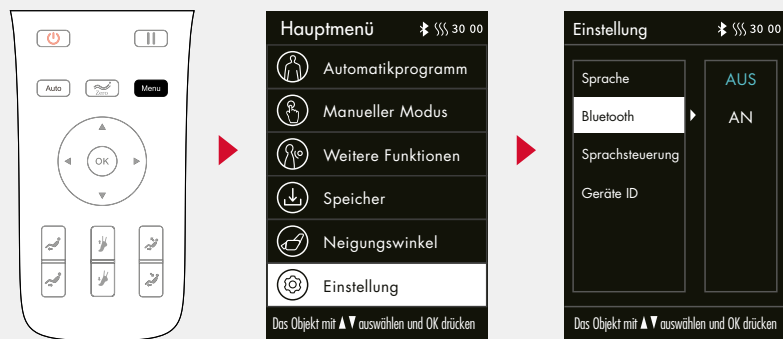 Auto
Zero
Menu
OK
Hauptmenü 30 00
Automatikprogramm
Manueller Modus
Weitere Funktionen
Speicher
Neigungswinkel
Einstellung
Das Objekt mit ▲▼ auswählen und OK drücken
Einstellung 30 00
Sprache
Bluetooth
Sprachsteuerung
Geräte ID
AUS
AN
Das Objekt mit ▲▼ auswählen und OK drücken